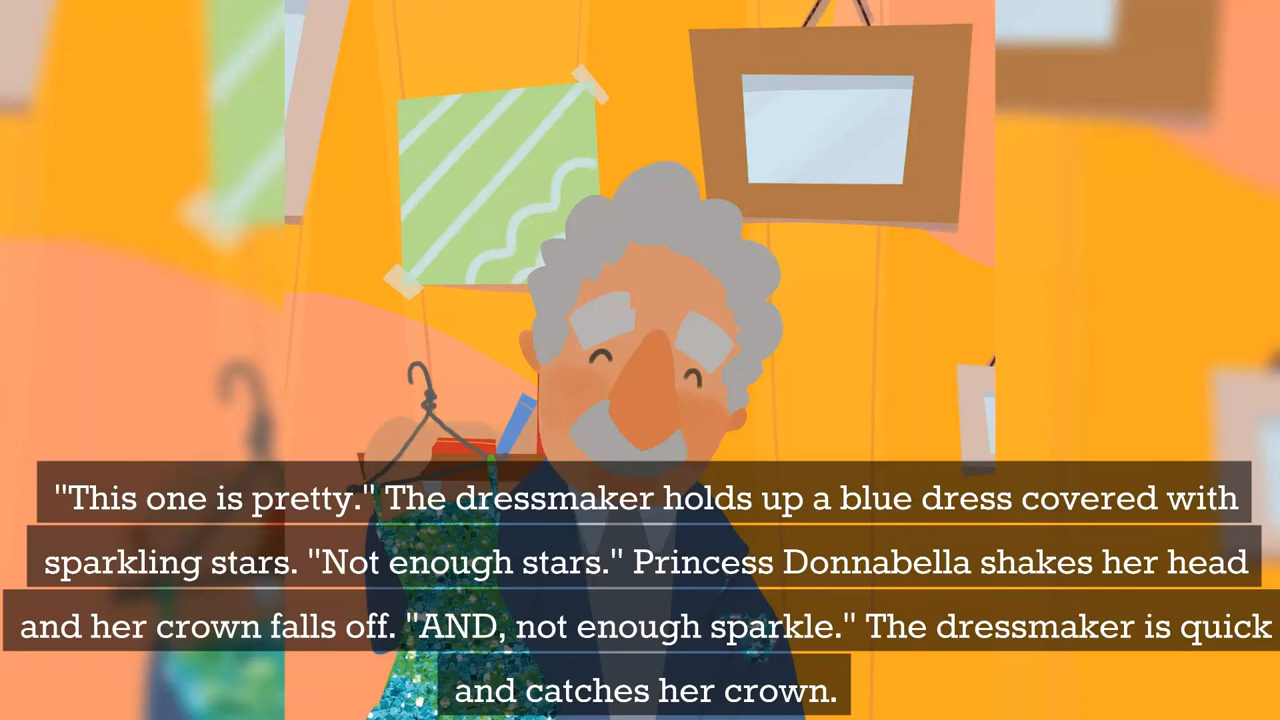 "This one is pretty." The dressmaker holds up a blue dress covered with
sparkling stars. "Not enough stars." Princess Donnabella shakes her head
and her crown falls off. "AND, not enough sparkle." The dressmaker is quick
and catches her crown.